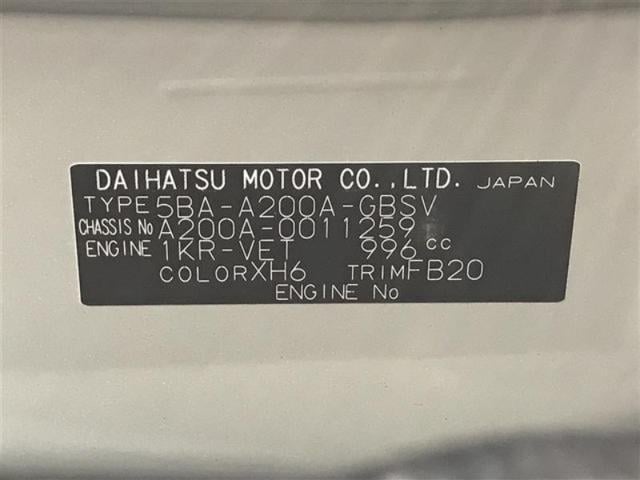 DAIHATSU MOTOR CO.,LTD. JAPAN
TYPE 5BA-A200A-GBSV
CHASSIS No A200A-0011259
ENGINE 1KR-VET 996 cc
COLOR XH6 TRIM FB20
ENGINE No